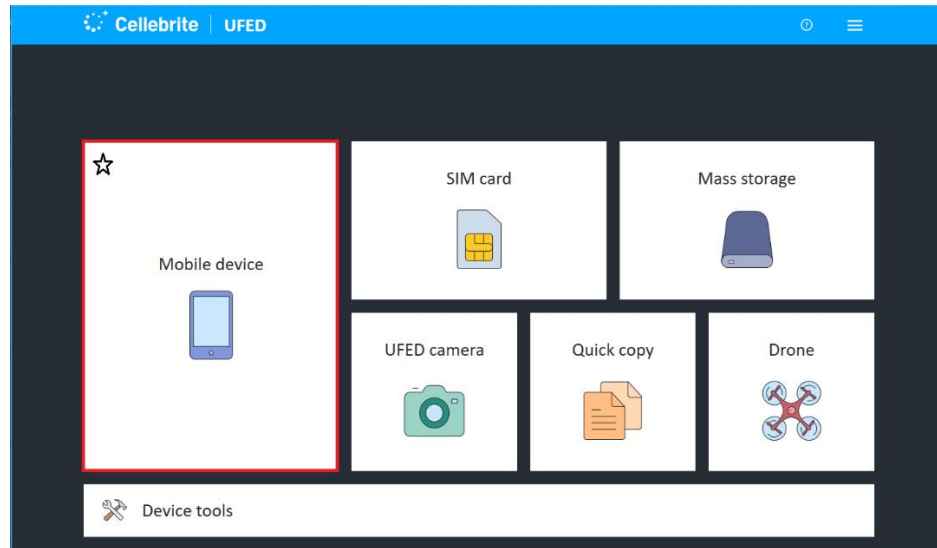 Cellebrite | UFED
Mobile device
SIM card
Mass storage
UFED camera
Quick copy
Drone
Device tools